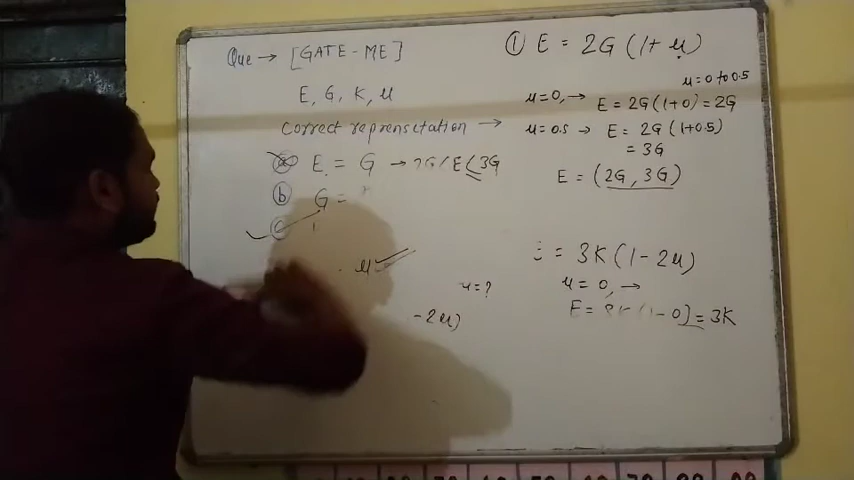 Que → [GATE-ME]
E, G, K, μ
Correct reprensctation →
ⓐ E = G → 2G < E < 3G
ⓑ G =
ⓒ
μ
μ = ?
-2μ)
① E = 2G (1+ μ)
μ = 0 to 0.5
μ=0, → E = 2G(1+0) = 2G
μ = 0.5 → E = 2G (1+0.5)
= 3G
E = (2G, 3G)
= 3K (1 - 2μ)
μ = 0, →
E = 3K(1-0) = 3K